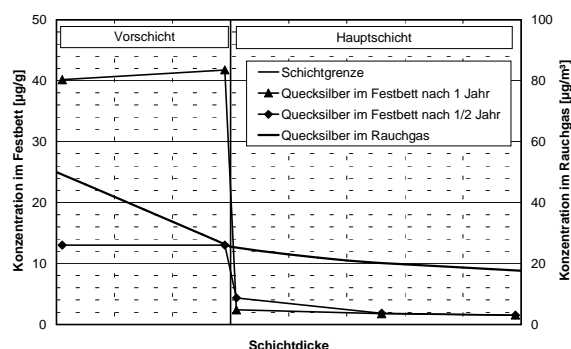 50
40
30
20
10
0
Konzentration im Festbett [µg/g]
Vorschicht
Hauptschicht
Schichtgrenze
Quecksilber im Festbett nach 1 Jahr
Quecksilber im Festbett nach 1/2 Jahr
Quecksilber im Rauchgas
100
80
60
40
20
0
Konzentration im Rauchgas [µg/m³]
Schichtdicke